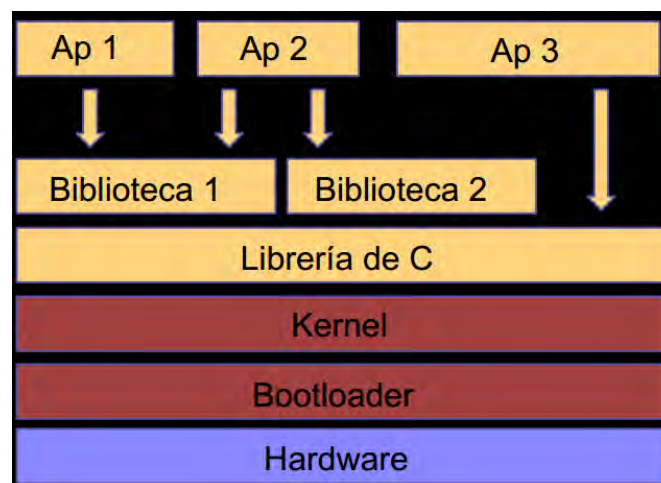 Ap 1
Ap 2
Ap 3
Biblioteca 1
Biblioteca 2
Librería de C
Kernel
Bootloader
Hardware